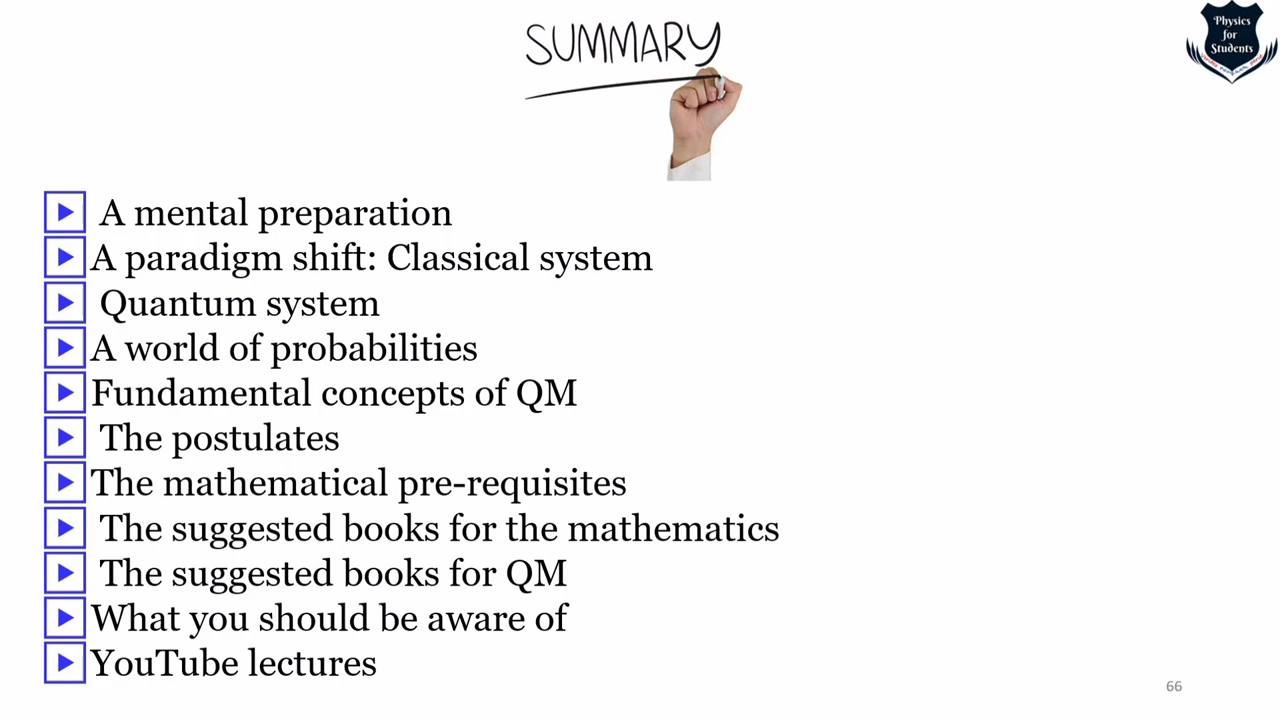 SUMMARY
Physics
for
Students
A mental preparation
A paradigm shift: Classical system
Quantum system
A world of probabilities
Fundamental concepts of QM
The postulates
The mathematical pre-requisites
The suggested books for the mathematics
The suggested books for QM
What you should be aware of
YouTube lectures
66